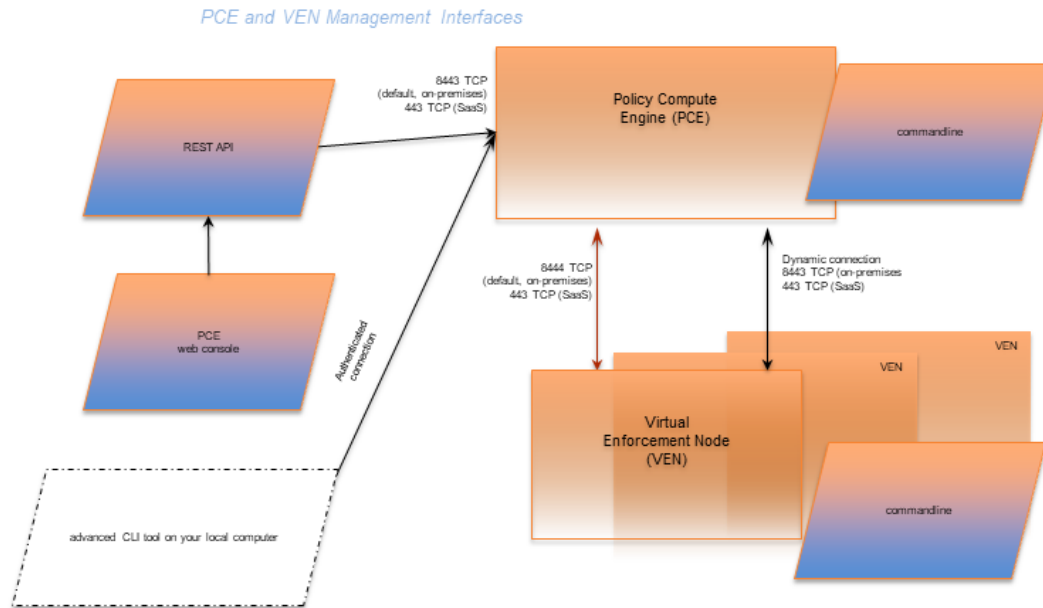 PCE and VEN Management Interfaces
8443 TCP
(default, on-premises)
443 TCP (SaaS)
Policy Compute
Engine (PCE)
commandline
REST API
8444 TCP
(default, on-premises)
443 TCP (SaaS)
Dynamic connection
8443 TCP (on-premises
443 TCP (SaaS)
PCE
web console
Authenticated
connection
VEN
VEN
Virtual
Enforcement Node
(VEN)
commandline
advanced CLI tool on your local computer